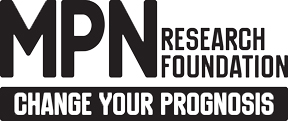 MPN RESEARCH
FOUNDATION
CHANGE YOUR PROGNOSIS